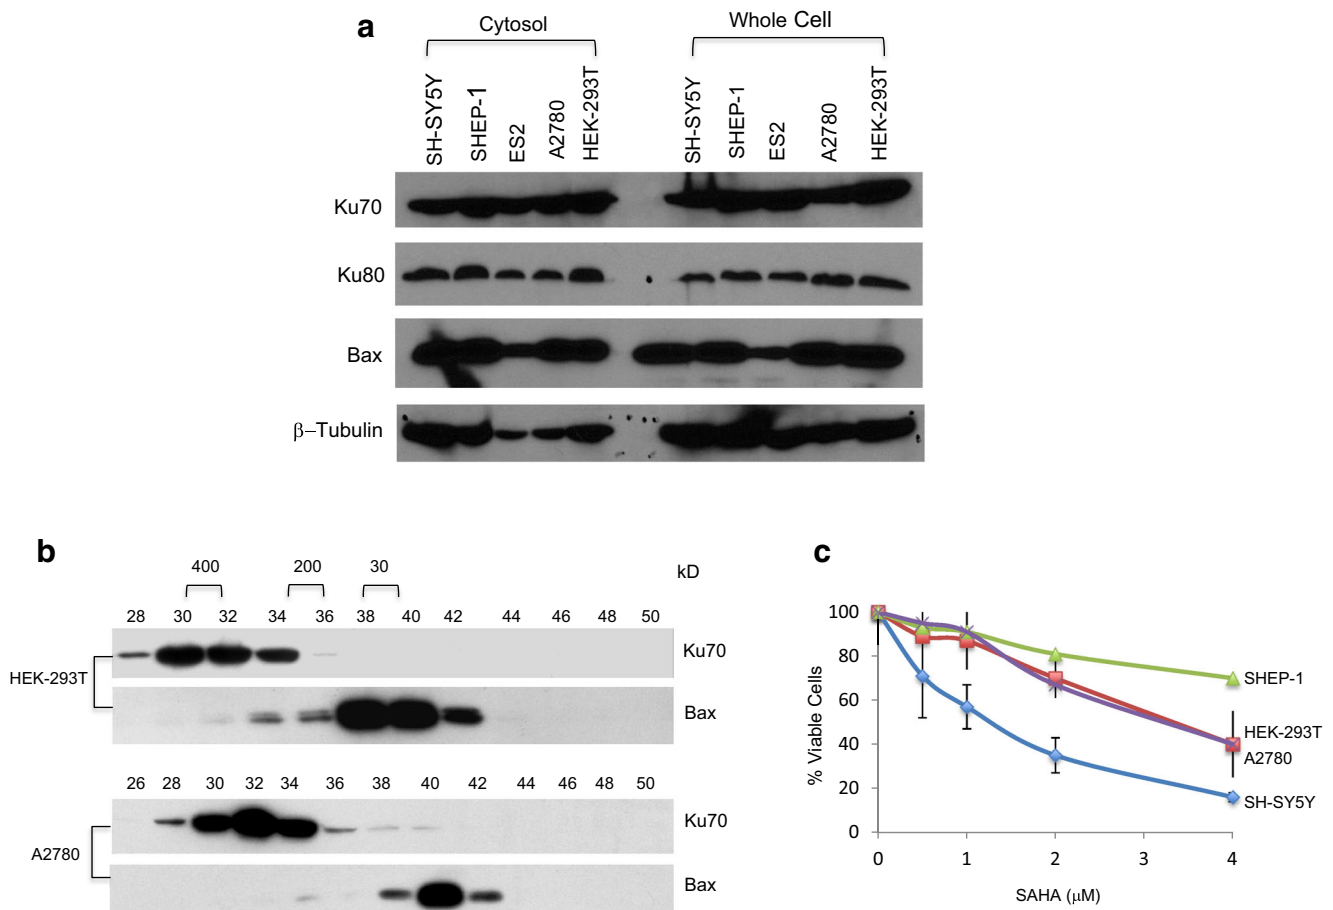 a
Cytosol
Whole Cell
SH-SY5Y SHEP-1 ES2 A2780 HEK-293T SH-SY5Y SHEP-1 ES2 A2780 HEK-293T
Ku70
Ku80
Bax
β−Tubulin
b
400 200 30 kD
28 30 32 34 36 38 40 42 44 46 48 50
Ku70
HEK-293T
Bax
26 28 30 32 34 36 38 40 42 44 46 48 50
Ku70
A2780
Bax
c
% Viable Cells
100
80
60
40
20
0
0 1 2 3 4
SAHA (μM)
SHEP-1
HEK-293T
A2780
SH-SY5Y